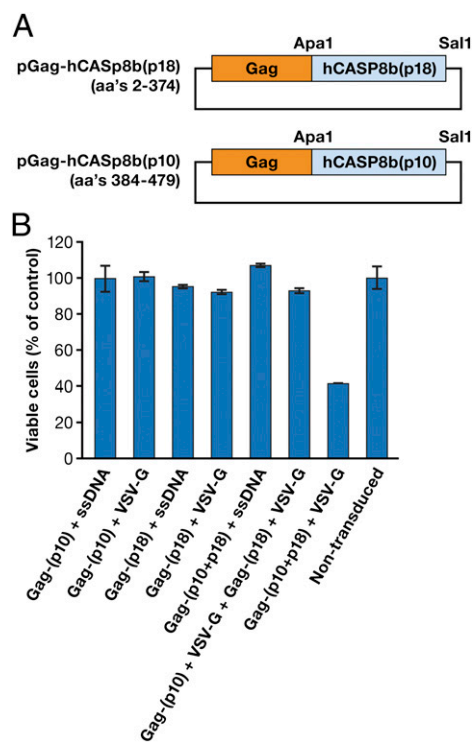 A
Apa1 Sal1
pGag-hCASp8b(p18) Gag hCASP8b(p18)
(aa's 2-374)
Apa1 Sal1
pGag-hCASp8b(p10) Gag hCASP8b(p10)
(aa's 384-479)
B
Viable cells (% of control)
120
100
80
60
40
20
0
Gag-(p10) + ssDNA
Gag-(p10) + VSV-G
Gag-(p18) + ssDNA
Gag-(p18) + VSV-G
Gag-(p10+p18) + ssDNA
Gag-(p10) + VSV-G + Gag-(p18) + VSV-G
Gag-(p10+p18) + VSV-G
Non-transduced